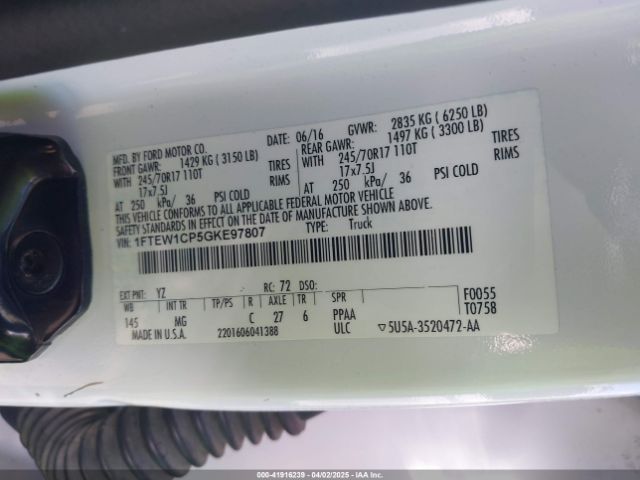 MFD. BY FORD MOTOR CO. DATE: 06/16 GVWR: 2835 KG ( 6250 LB)
FRONT GAWR: 1429 KG ( 3150 LB) REAR GAWR: 1497 KG ( 3300 LB)
WITH 245/70R17 110T TIRES WITH 245/70R17 110T TIRES
17x7.5J RIMS 17x7.5J RIMS
AT 250 kPa/ 36 PSI COLD AT 250 kPa/ 36 PSI COLD
THIS VEHICLE CONFORMS TO ALL APPLICABLE FEDERAL MOTOR VEHICLE
SAFETY STANDARDS IN EFFECT ON THE DATE OF MANUFACTURE SHOWN ABOVE.
VIN: 1FTEW1CP5GKE97807 TYPE: Truck
EXT PNT: YZ RC: 72 DSO: F0055
WB INT TR TP/PS R AXLE TR SPR T0758
145 MG C 27 6 PPAA
MADE IN U.S.A. 2201606041388 ULC ▽5U5A-3520472-AA
000-41916239 - 04/02/2025 - IAA, Inc.